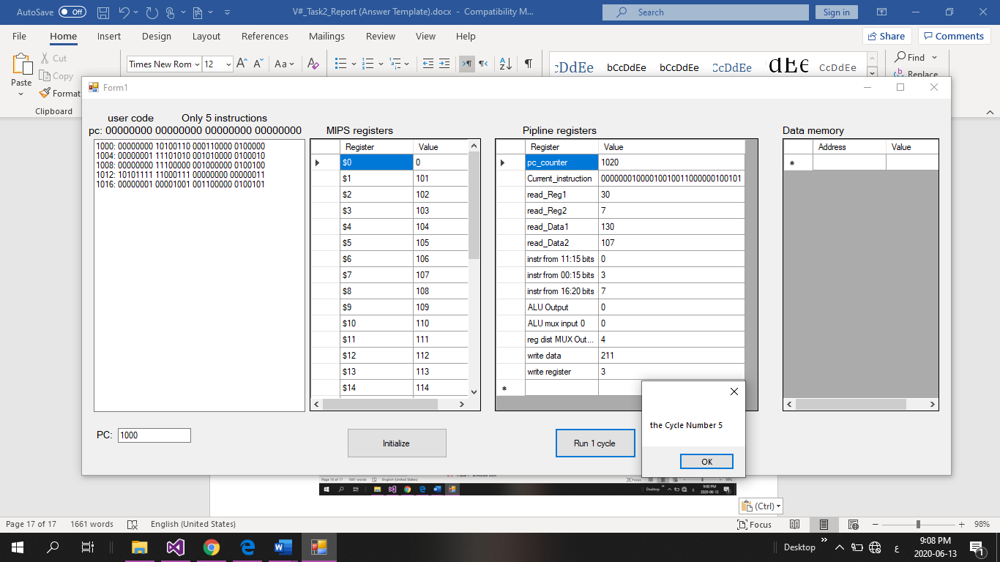 AutoSave Off V#_Task2_Report (Answer Template).docx - Compatibility M... Search Sign in
File Home Insert Design Layout References Mailings Review View Help Share Comments
Paste Cut Copy Format
Clipboard
Times New Rom 12 A A Aa A
bCcDdEe bCcDdEe CcDdEe CcDdEe
Find
Replace
Form1
user code Only 5 instructions
pc: 00000000 00000000 00000000 00000000
1000: 00000000 10100110 000110000 0100000
1004: 00000001 11101010 001010000 0100010
1008: 00000000 11100000 001000000 0100100
1012: 10101111 11000111 00000000 00000011
1016: 00000001 00001001 001100000 0100101
MIPS registers
Register Value
$0 0
$1 101
$2 102
$3 103
$4 104
$5 105
$6 106
$7 107
$8 108
$9 109
$10 110
$11 111
$12 112
$13 113
$14 114
Pipline registers
Register Value
pc_counter 1020
Current_instruction 00000001000010010011000000100101
read_Reg1 30
read_Reg2 7
read_Data1 130
read_Data2 107
instr from 11:15 bits 0
instr from 00:15 bits 3
instr from 16:20 bits 7
ALU Output 0
ALU mux input 0 0
reg dist MUX Out... 4
write data 211
write register 3
Data memory
Address Value
PC: 1000
Initialize
Run 1 cycle
the Cycle Number 5
OK
(Ctrl)
Page 17 of 17 1661 words English (United States) Focus 98%
Desktop ع 9:08 PM
2020-06-13
1